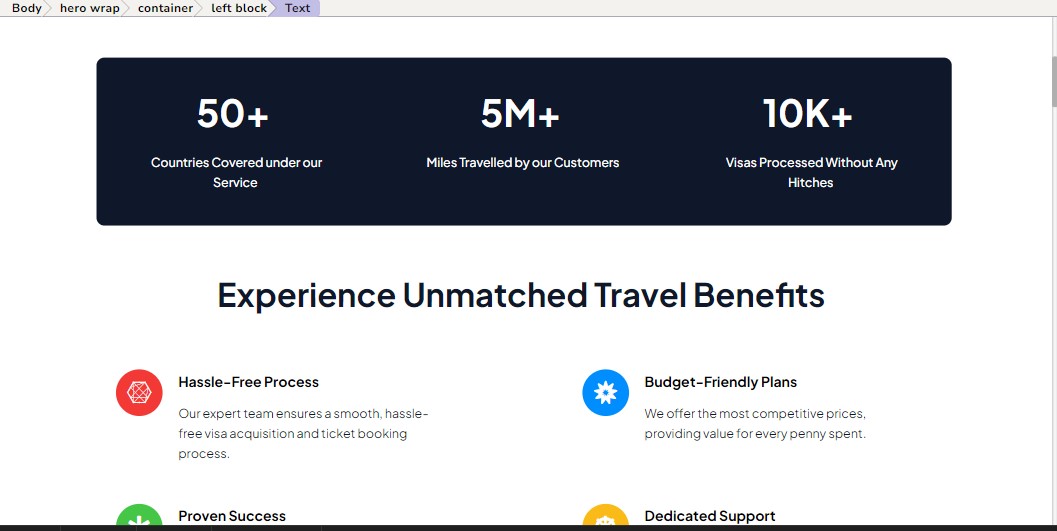 Body hero wrap container left block Text
50+ 5M+ 10K+
Countries Covered under our Miles Travelled by our Customers Visas Processed Without Any
Service Hitches
Experience Unmatched Travel Benefits
Hassle-Free Process
Our expert team ensures a smooth, hassle-
free visa acquisition and ticket booking
process.
Budget-Friendly Plans
We offer the most competitive prices,
providing value for every penny spent.
Proven Success
Dedicated Support